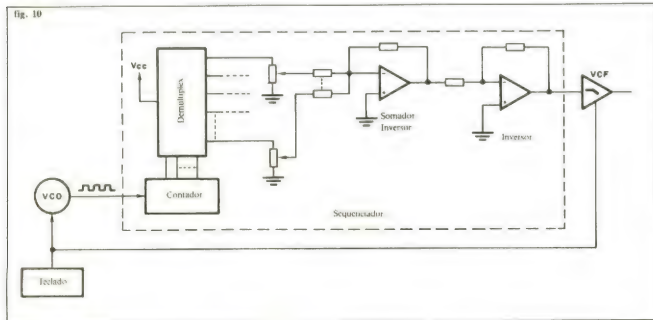 fig. 10
Vcc
Demultiplex
Somador
Inversor
Inversor
VCF
VCO
Contador
Sequenciador
Teclado